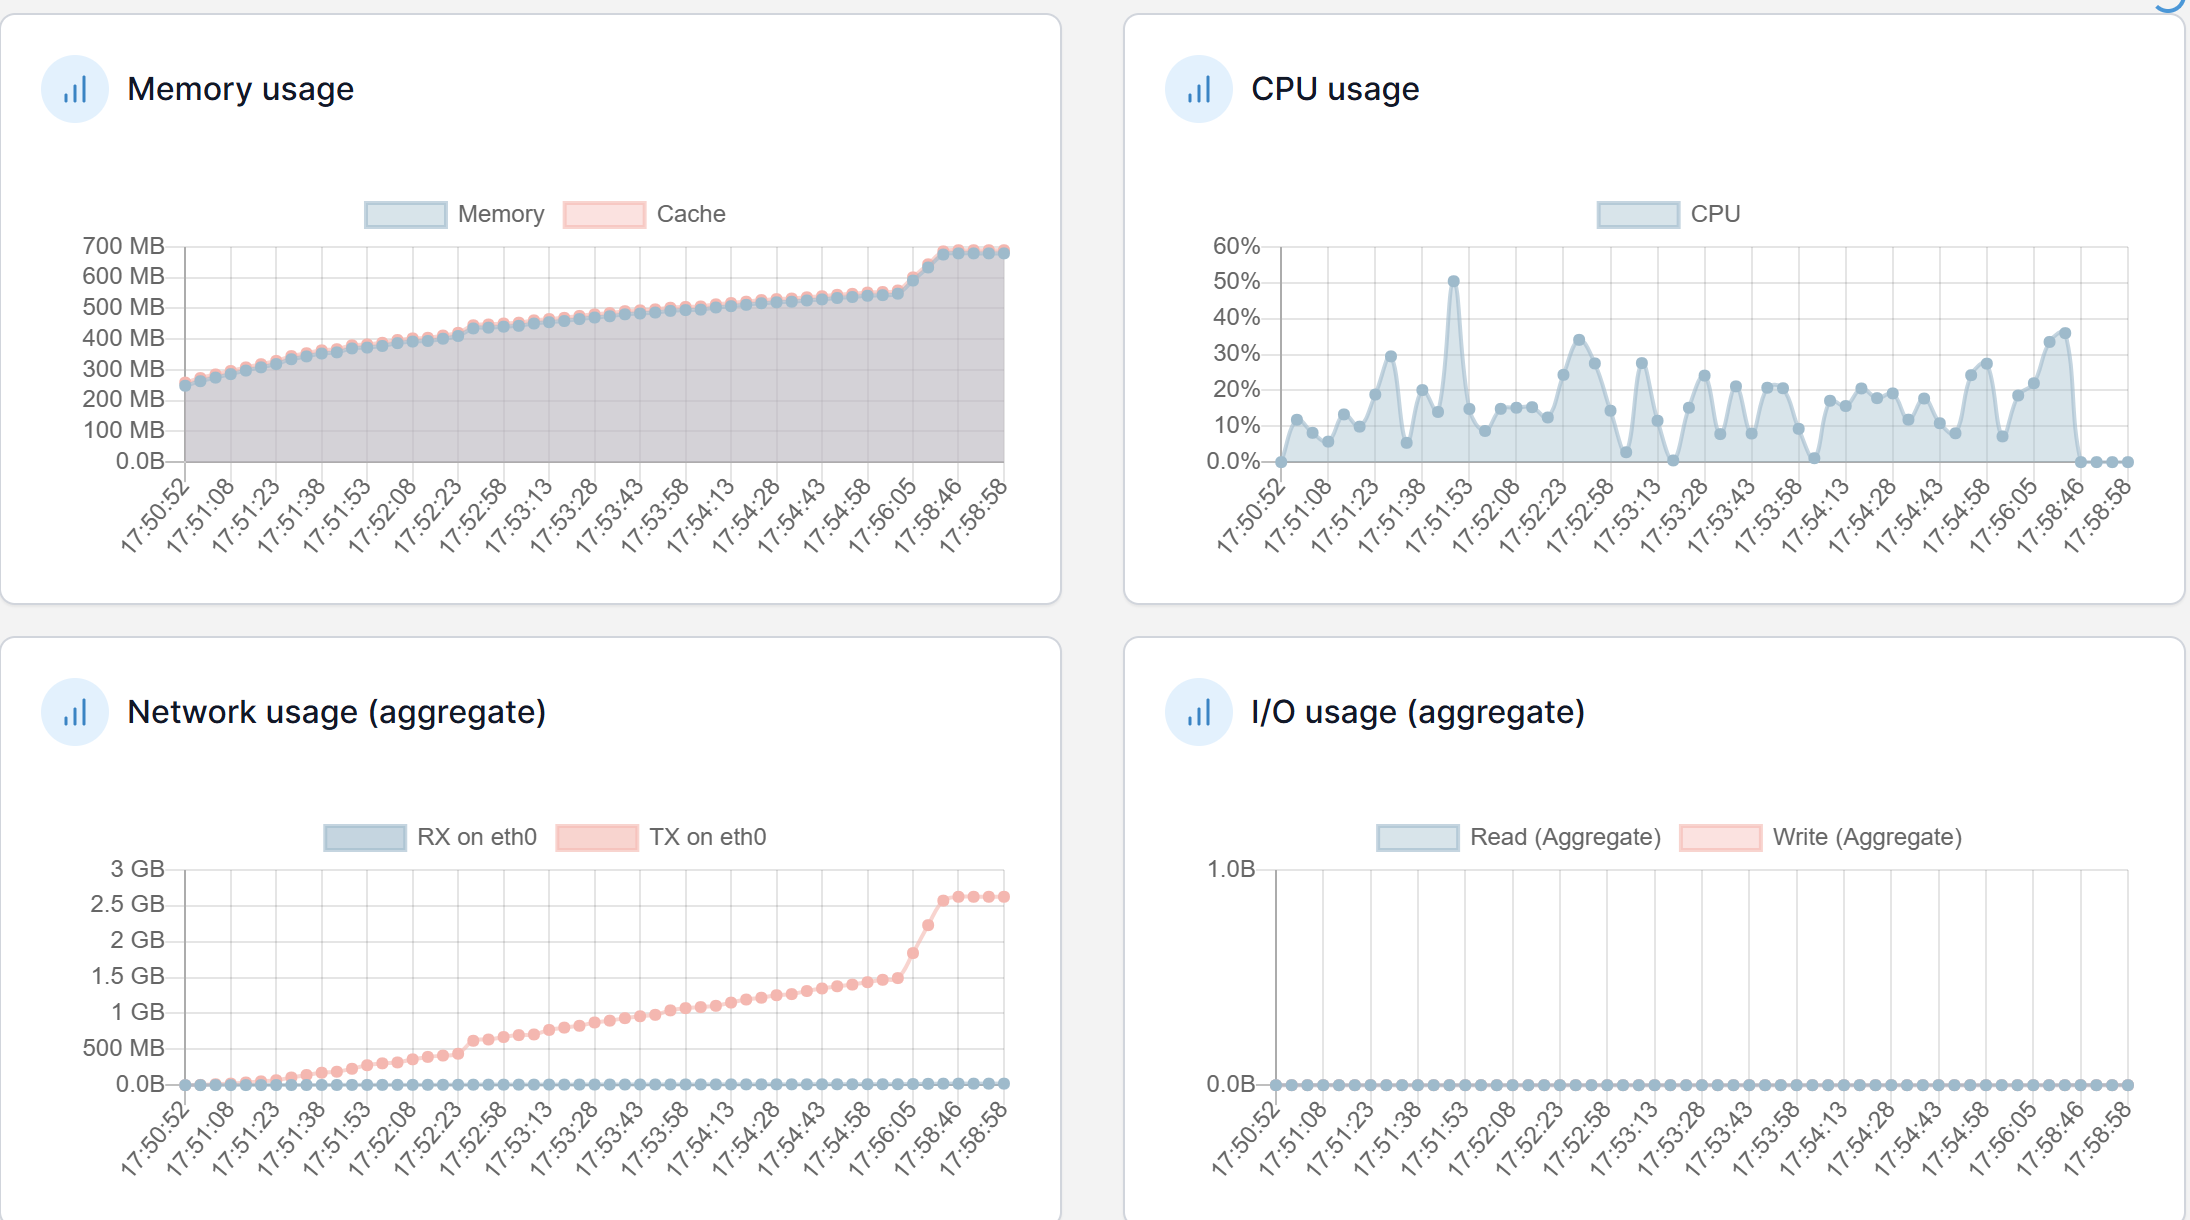 Memory usage
Memory
Cache
700 MB
600 MB
500 MB
400 MB
300 MB
200 MB
100 MB
0.0B
17:50:52
17:51:08
17:51:23
17:51:38
17:51:53
17:52:08
17:52:23
17:52:58
17:53:13
17:53:28
17:53:43
17:53:58
17:54:13
17:54:28
17:54:43
17:54:58
17:56:05
17:58:46
17:58:58
CPU usage
CPU
60%
50%
40%
30%
20%
10%
0.0%
17:50:52
17:51:08
17:51:23
17:51:38
17:51:53
17:52:08
17:52:23
17:52:58
17:53:13
17:53:28
17:53:43
17:53:58
17:54:13
17:54:28
17:54:43
17:54:58
17:56:05
17:58:46
17:58:58
Network usage (aggregate)
RX on eth0
TX on eth0
3 GB
2.5 GB
2 GB
1.5 GB
1 GB
500 MB
0.0B
17:50:52
17:51:08
17:51:23
17:51:38
17:51:53
17:52:08
17:52:23
17:52:58
17:53:13
17:53:28
17:53:43
17:53:58
17:54:13
17:54:28
17:54:43
17:54:58
17:56:05
17:58:46
17:58:58
I/O usage (aggregate)
Read (Aggregate)
Write (Aggregate)
1.0B
0.0B
17:50:52
17:51:08
17:51:23
17:51:38
17:51:53
17:52:08
17:52:23
17:52:58
17:53:13
17:53:28
17:53:43
17:53:58
17:54:13
17:54:28
17:54:43
17:54:58
17:56:05
17:58:46
17:58:58